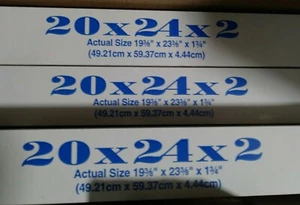 20x24x2
Actual Size 19⅜" x 23⅜" x 1¾"
(49.21cm x 59.37cm x 4.44cm)
20x24x2
Actual Size 19⅜" x 23⅜" x 1¾"
(49.21cm x 59.37cm x 4.44cm)
20x24x2
Actual Size 19⅜" x 23⅜" x 1¾"
(49.21cm x 59.37cm x 4.44cm)